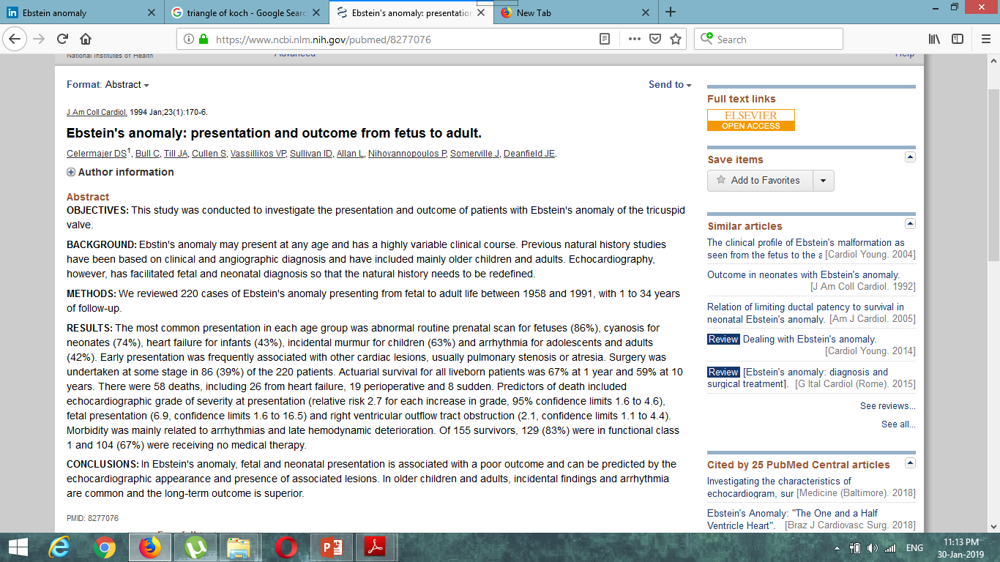 Ebstein anomaly
triangle of koch - Google Searc
Ebstein's anomaly: presentation
New Tab
https://www.ncbi.nlm.nih.gov/pubmed/8277076
Search
National Institutes of Health
Advanced
Help
Format: Abstract
Send to
J Am Coll Cardiol. 1994 Jan;23(1):170-6.
Ebstein's anomaly: presentation and outcome from fetus to adult.
Celermajer DS1, Bull C, Till JA, Cullen S, Vassillikos VP, Sullivan ID, Allan L, Nihoyannopoulos P, Somerville J, Deanfield JE.
Author information
Abstract
OBJECTIVES: This study was conducted to investigate the presentation and outcome of patients with Ebstein's anomaly of the tricuspid
valve.
BACKGROUND: Ebstin's anomaly may present at any age and has a highly variable clinical course. Previous natural history studies
have been based on clinical and angiographic diagnosis and have included mainly older children and adults. Echocardiography,
however, has facilitated fetal and neonatal diagnosis so that the natural history needs to be redefined.
METHODS: We reviewed 220 cases of Ebstein's anomaly presenting from fetal to adult life between 1958 and 1991, with 1 to 34 years
of follow-up.
RESULTS: The most common presentation in each age group was abnormal routine prenatal scan for fetuses (86%), cyanosis for
neonates (74%), heart failure for infants (43%), incidental murmur for children (63%) and arrhythmia for adolescents and adults
(42%). Early presentation was frequently associated with other cardiac lesions, usually pulmonary stenosis or atresia. Surgery was
undertaken at some stage in 86 (39%) of the 220 patients. Actuarial survival for all liveborn patients was 67% at 1 year and 59% at 10
years. There were 58 deaths, including 26 from heart failure, 19 perioperative and 8 sudden. Predictors of death included
echocardiographic grade of severity at presentation (relative risk 2.7 for each increase in grade, 95% confidence limits 1.6 to 4.6),
fetal presentation (6.9, confidence limits 1.6 to 16.5) and right ventricular outflow tract obstruction (2.1, confidence limits 1.1 to 4.4).
Morbidity was mainly related to arrhythmias and late hemodynamic deterioration. Of 155 survivors, 129 (83%) were in functional class
1 and 104 (67%) were receiving no medical therapy.
CONCLUSIONS: In Ebstein's anomaly, fetal and neonatal presentation is associated with a poor outcome and can be predicted by the
echocardiographic appearance and presence of associated lesions. In older children and adults, incidental findings and arrhythmia
are common and the long-term outcome is superior.
PMID: 8277076
Full text links
ELSEVIER
OPEN ACCESS
Save items
Add to Favorites
Similar articles
The clinical profile of Ebstein's malformation as
seen from the fetus to the a [Cardiol Young. 2004]
Outcome in neonates with Ebstein's anomaly.
[J Am Coll Cardiol. 1992]
Relation of limiting ductal patency to survival in
neonatal Ebstein's anomaly. [Am J Cardiol. 2005]
Review Dealing with Ebstein's anomaly.
[Cardiol Young. 2014]
Review [Ebstein's anomaly: diagnosis and
surgical treatment]. [G Ital Cardiol (Rome). 2015]
See reviews...
See all...
Cited by 25 PubMed Central articles
Investigating the characteristics of
echocardiogram, sur [Medicine (Baltimore). 2018]
Ebstein's Anomaly: "The One and a Half
Ventricle Heart". [Braz J Cardiovasc Surg. 2018]
ENG
11:13 PM
30-Jan-2019